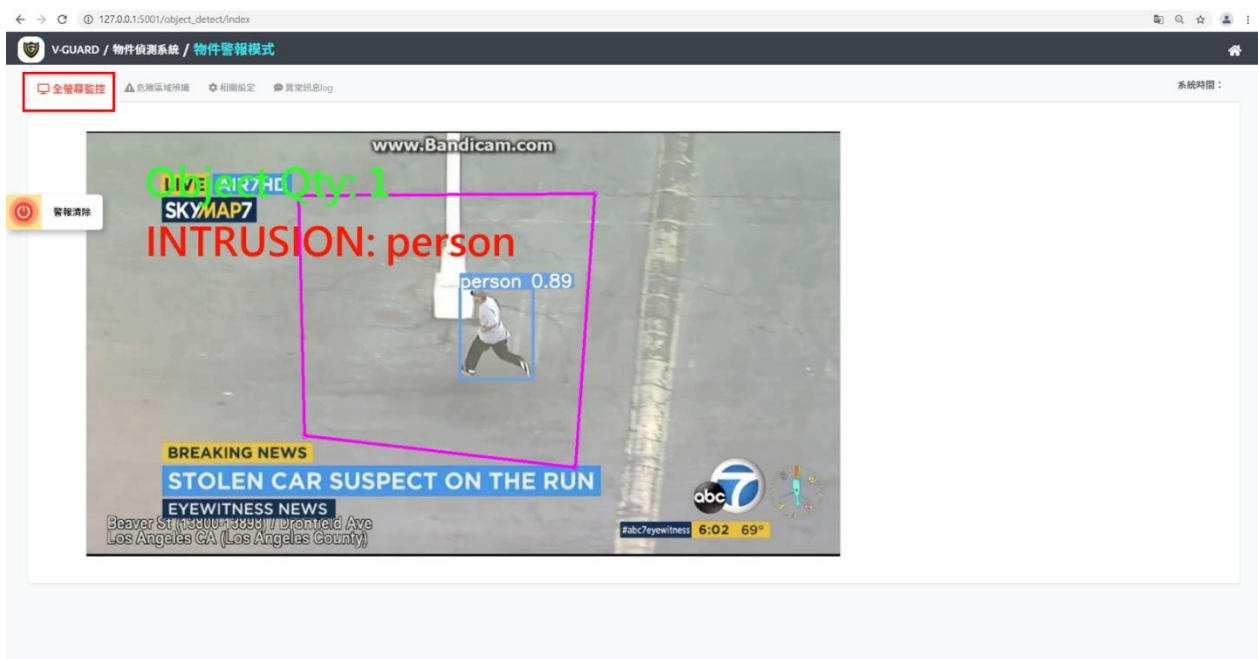 127.0.0.1:5001/object_detect/index
V-GUARD / 物件偵測系統 / 物件警報模式
全螢幕監控 危險區域辨識 相關設定 異常訊息log 系統時間：
www.Bandicam.com
Object Qty: 1
LIVE AIR7HD
SKYMAP7
警報清除
INTRUSION: person
person 0.89
BREAKING NEWS
STOLEN CAR SUSPECT ON THE RUN
EYEWITNESS NEWS
abc7
Beaver St (13800-13898) / Dronfield Ave
Los Angeles CA (Los Angeles County)
#abc7eyewitness 6:02 69°